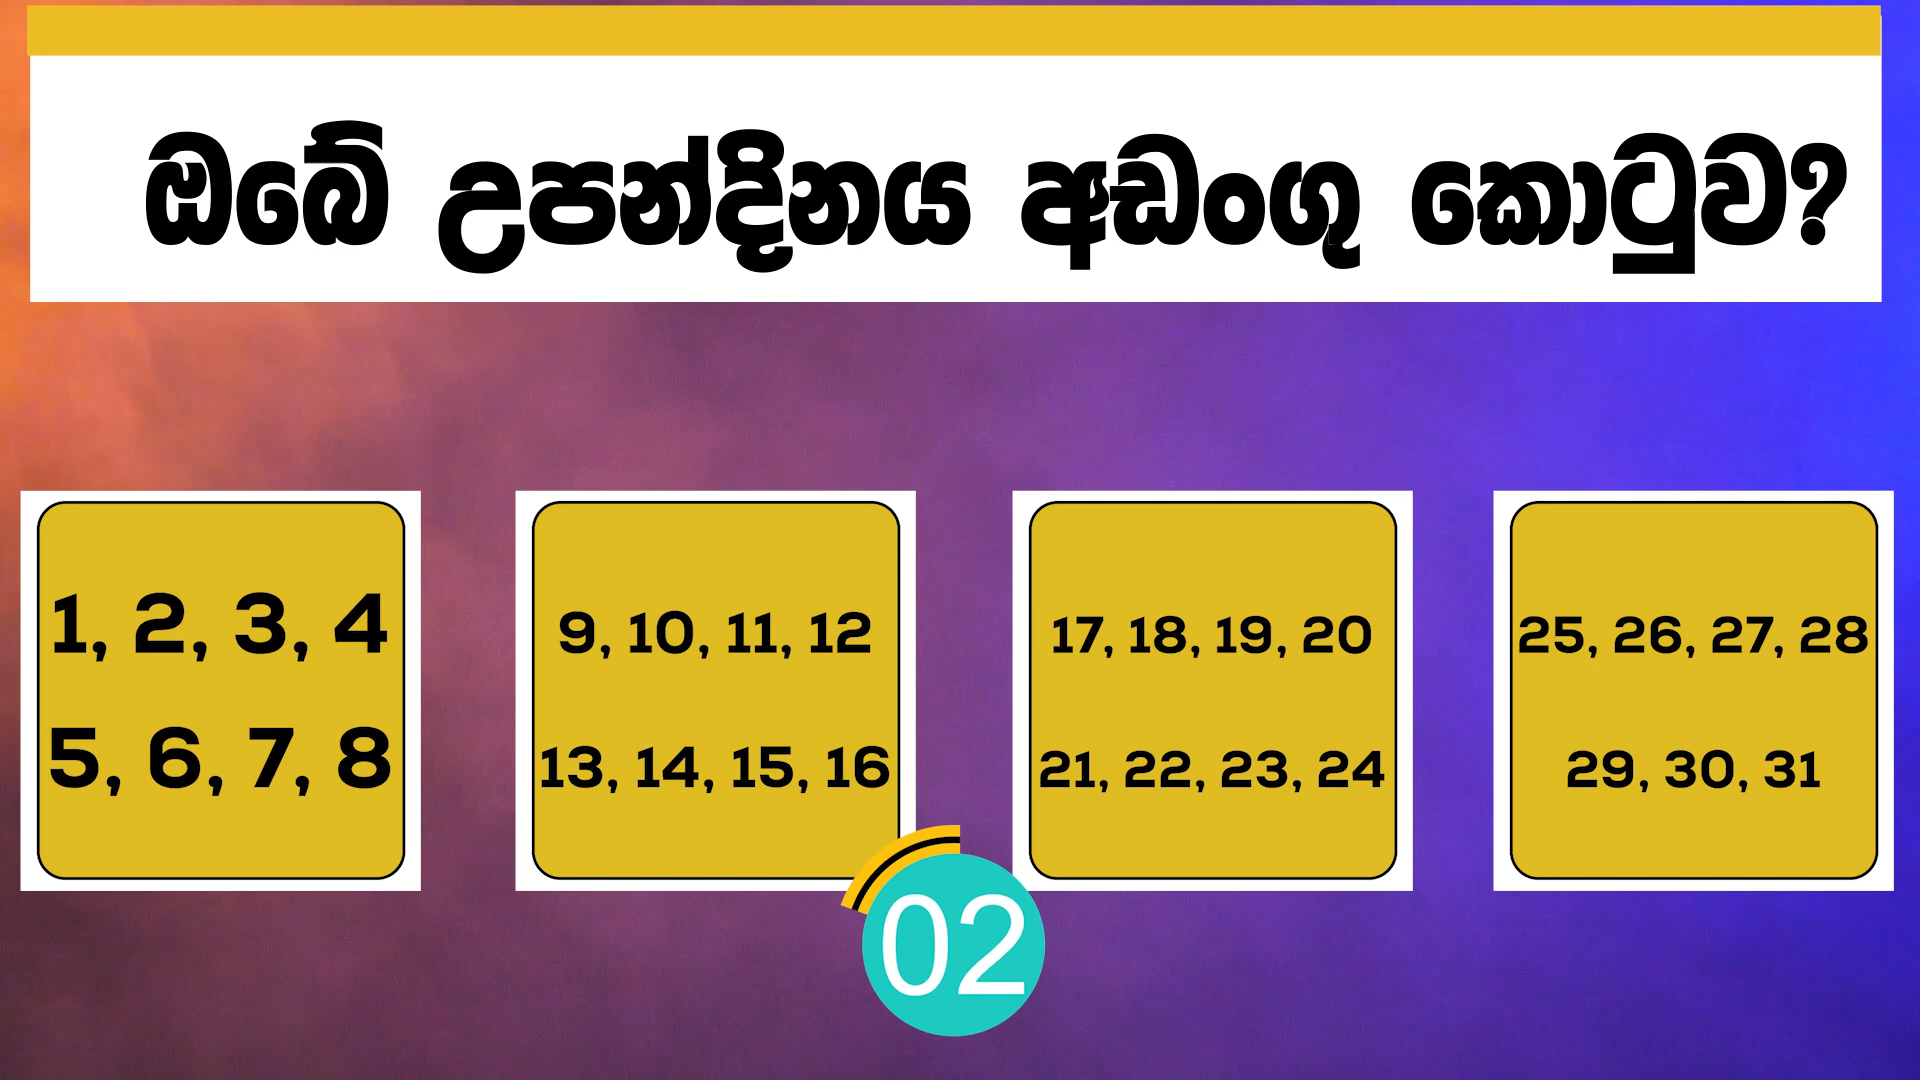 ඔබේ උපන්දිනය අඩංගු කොටුව?
1, 2, 3, 4
5, 6, 7, 8
9, 10, 11, 12
13, 14, 15, 16
17, 18, 19, 20
21, 22, 23, 24
25, 26, 27, 28
29, 30, 31
02